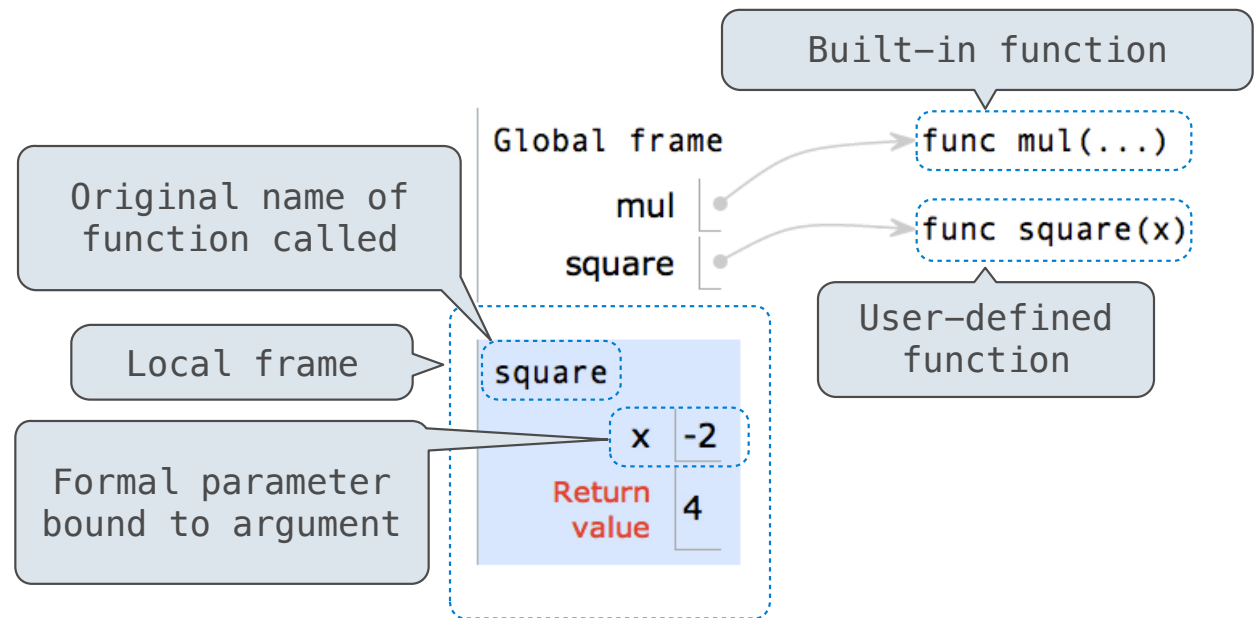 Built-in function
Global frame
func mul(...)
Original name of
function called
mul
square
func square(x)
User-defined
function
Local frame
square
x -2
Formal parameter
bound to argument
Return
value
4